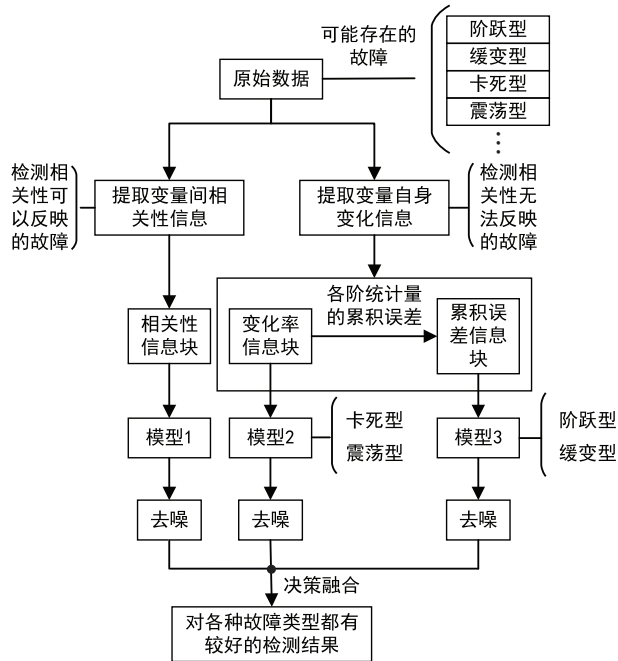 可能存在的
故障
原始数据
阶跃型
缓变型
卡死型
震荡型
⋮
检测相
关性可
以反映
的故障
提取变量间相
关性信息
提取变量自身
变化信息
检测相
关性无
法反映
的故障
各阶统计量
的累积误差
相关性
信息块
变化率
信息块
累积误
差信息
块
模型1
模型2
卡死型
震荡型
模型3
阶跃型
缓变型
去噪
去噪
去噪
决策融合
对各种故障类型都有
较好的检测结果